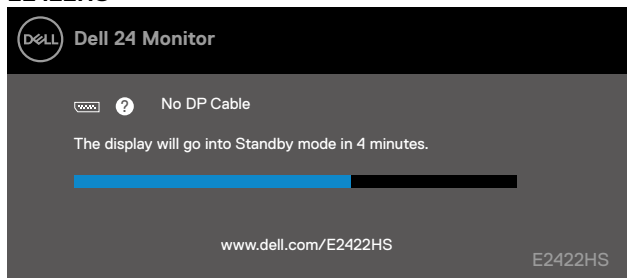 E2422HS
DELL Dell 24 Monitor
? No DP Cable
The display will go into Standby mode in 4 minutes.
www.dell.com/E2422HS
E2422HS